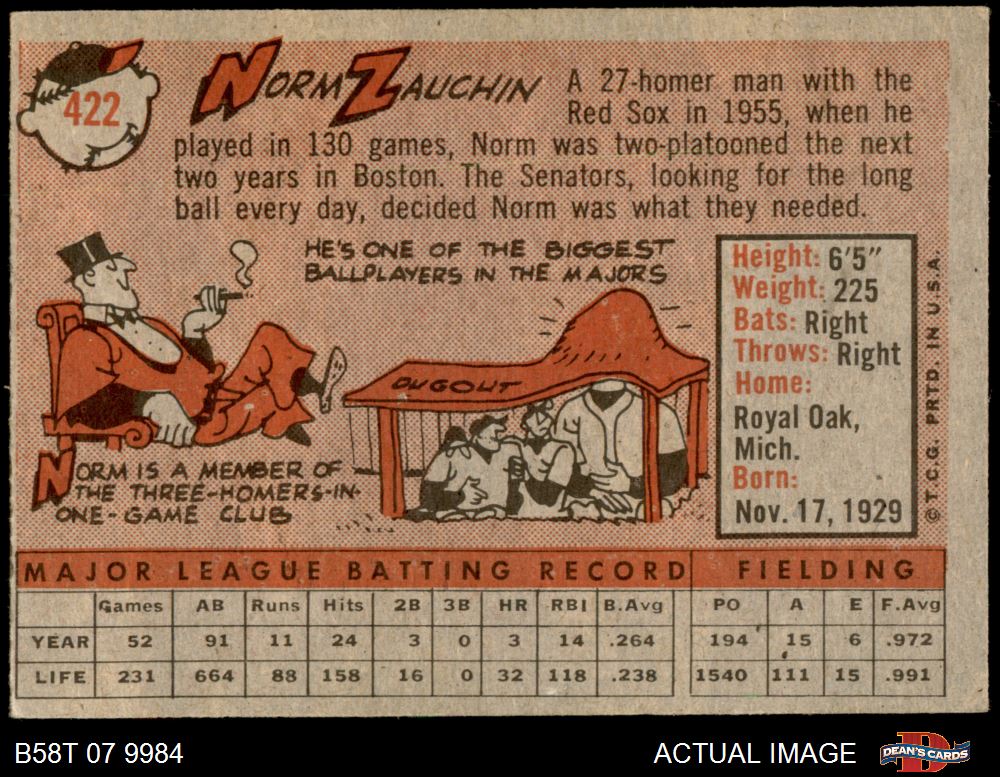 422
NORM ZAUCHIN
A 27-homer man with the
Red Sox in 1955, when he
played in 130 games, Norm was two-platooned the next
two years in Boston. The Senators, looking for the long
ball every day, decided Norm was what they needed.
HE'S ONE OF THE BIGGEST
BALLPLAYERS IN THE MAJORS
DUGOUT
NORM IS A MEMBER OF
THE THREE-HOMERS-IN-
ONE-GAME CLUB
Height: 6'5"
Weight: 225
Bats: Right
Throws: Right
Home:
Royal Oak,
Mich.
Born:
Nov. 17, 1929
© T.C.G. PRTD. IN U.S.A.
MAJOR LEAGUE BATTING RECORD FIELDING
Games AB Runs Hits 2B 3B HR RBI B.Avg PO A E F.Avg
YEAR 52 91 11 24 3 0 3 14 .264 194 15 6 .972
LIFE 231 664 88 158 16 0 32 118 .238 1540 111 15 .991
B58T 07 9984 ACTUAL IMAGE DEAN'S CARDS